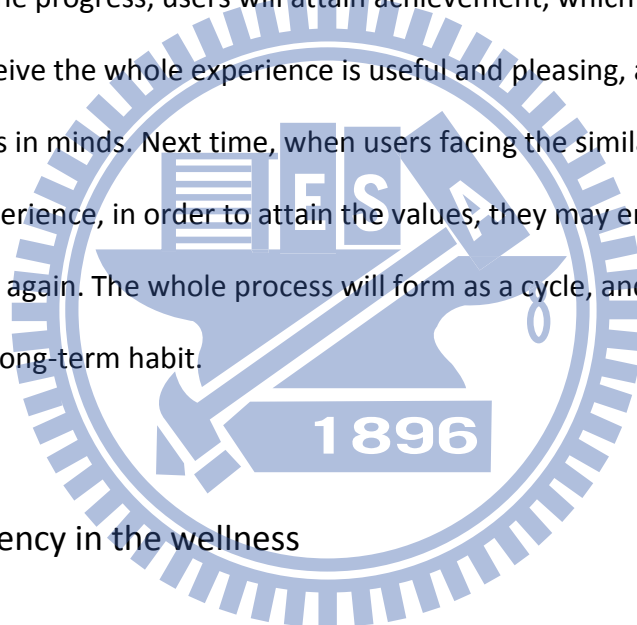 he progress, users will attain achievement, which
eive the whole experience is useful and pleasing, a
s in minds. Next time, when users facing the simila
perience, in order to attain the values, they may en
again. The whole process will form as a cycle, and
ong-term habit.
E S A
1896
ency in the wellness